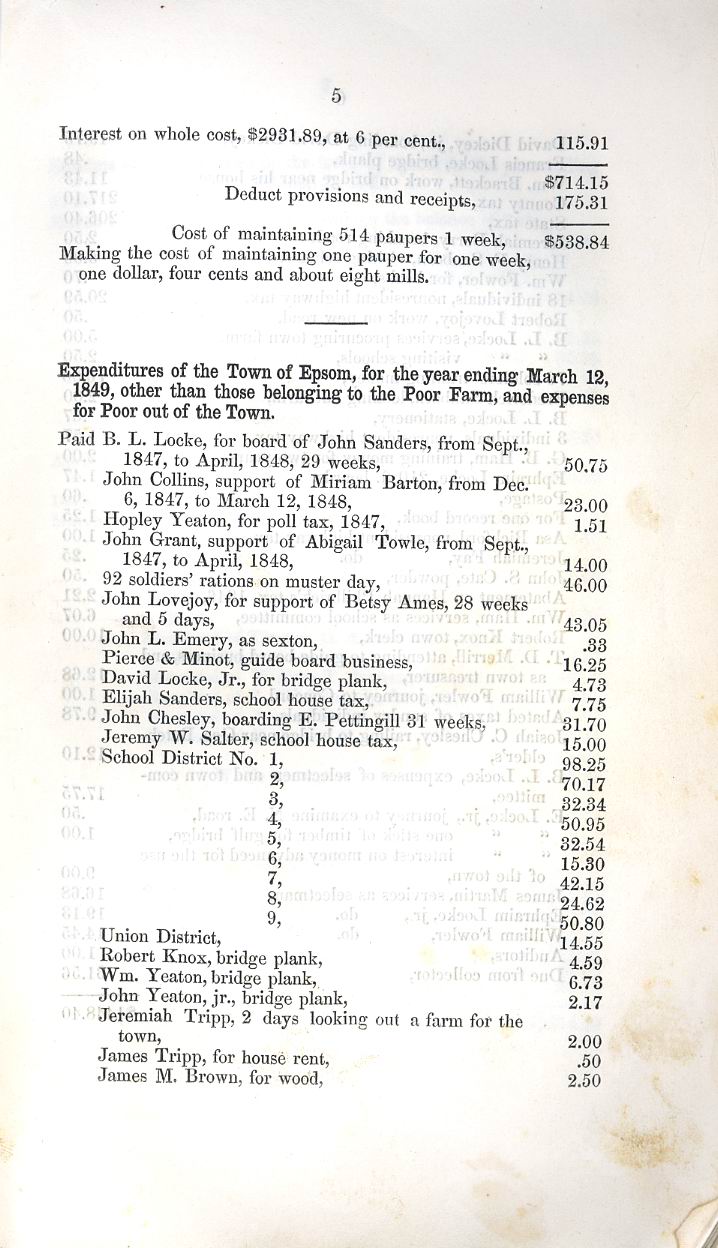 5
Interest on whole cost, $2931.89, at 6 per cent., 115.91
$714.15
Deduct provisions and receipts, 175.31
Cost of maintaining 514 paupers 1 week, $538.84
Making the cost of maintaining one pauper for one week,
one dollar, four cents and about eight mills.
Expenditures of the Town of Epsom, for the year ending March 12,
1849, other than those belonging to the Poor Farm, and expenses
for Poor out of the Town.
Paid B. L. Locke, for board of John Sanders, from Sept.,
1847, to April, 1848, 29 weeks, 50.75
John Collins, support of Miriam Barton, from Dec.
6, 1847, to March 12, 1848, 23.00
Hopley Yeaton, for poll tax, 1847, 1.51
John Grant, support of Abigail Towle, from Sept.,
1847, to April, 1848, 14.00
92 soldiers' rations on muster day, 46.00
John Lovejoy, for support of Betsy Ames, 28 weeks
and 5 days, 43.05
John L. Emery, as sexton, .33
Pierce & Minot, guide board business, 16.25
David Locke, Jr., for bridge plank, 4.73
Elijah Sanders, school house tax, 7.75
John Chesley, boarding E. Pettingill 31 weeks, 31.70
Jeremy W. Salter, school house tax, 15.00
School District No. 1, 98.25
2, 70.17
3, 32.34
4, 50.95
5, 32.54
6, 15.30
7, 42.15
8, 24.62
9, 50.80
Union District, 14.55
Robert Knox, bridge plank, 4.59
Wm. Yeaton, bridge plank, 6.73
John Yeaton, jr., bridge plank, 2.17
Jeremiah Tripp, 2 days looking out a farm for the
town, 2.00
James Tripp, for house rent, .50
James M. Brown, for wood, 2.50